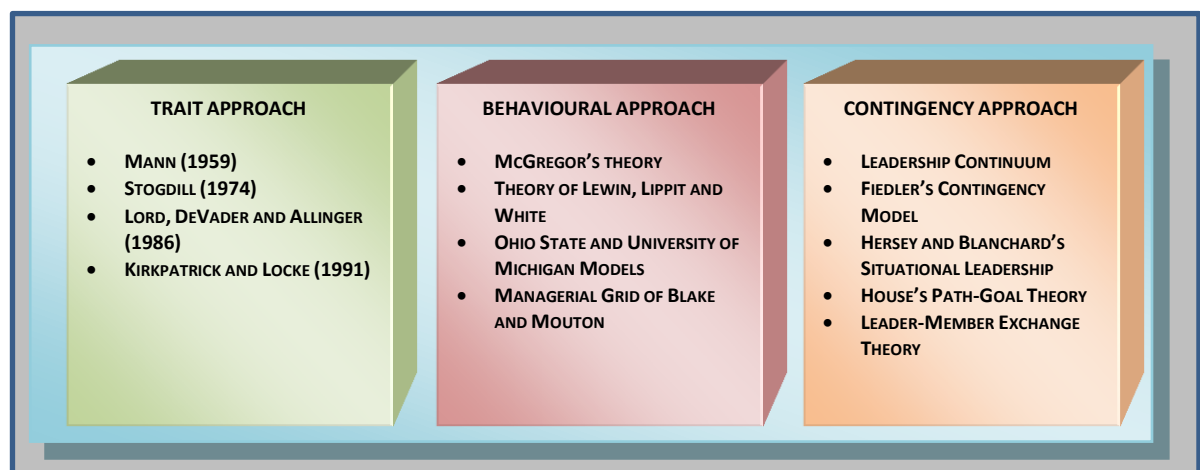 TRAIT APPROACH
• MANN (1959)
• STOGDILL (1974)
• LORD, DEVADER AND ALLINGER
(1986)
• KIRKPATRICK AND LOCKE (1991)
BEHAVIOURAL APPROACH
• MCGREGOR'S THEORY
• THEORY OF LEWIN, LIPPIT AND
WHITE
• OHIO STATE AND UNIVERSITY OF
MICHIGAN MODELS
• MANAGERIAL GRID OF BLAKE
AND MOUTON
CONTINGENCY APPROACH
• LEADERSHIP CONTINUUM
• FIEDLER'S CONTINGENCY
MODEL
• HERSEY AND BLANCHARD'S
SITUATIONAL LEADERSHIP
• HOUSE'S PATH-GOAL THEORY
• LEADER-MEMBER EXCHANGE
THEORY